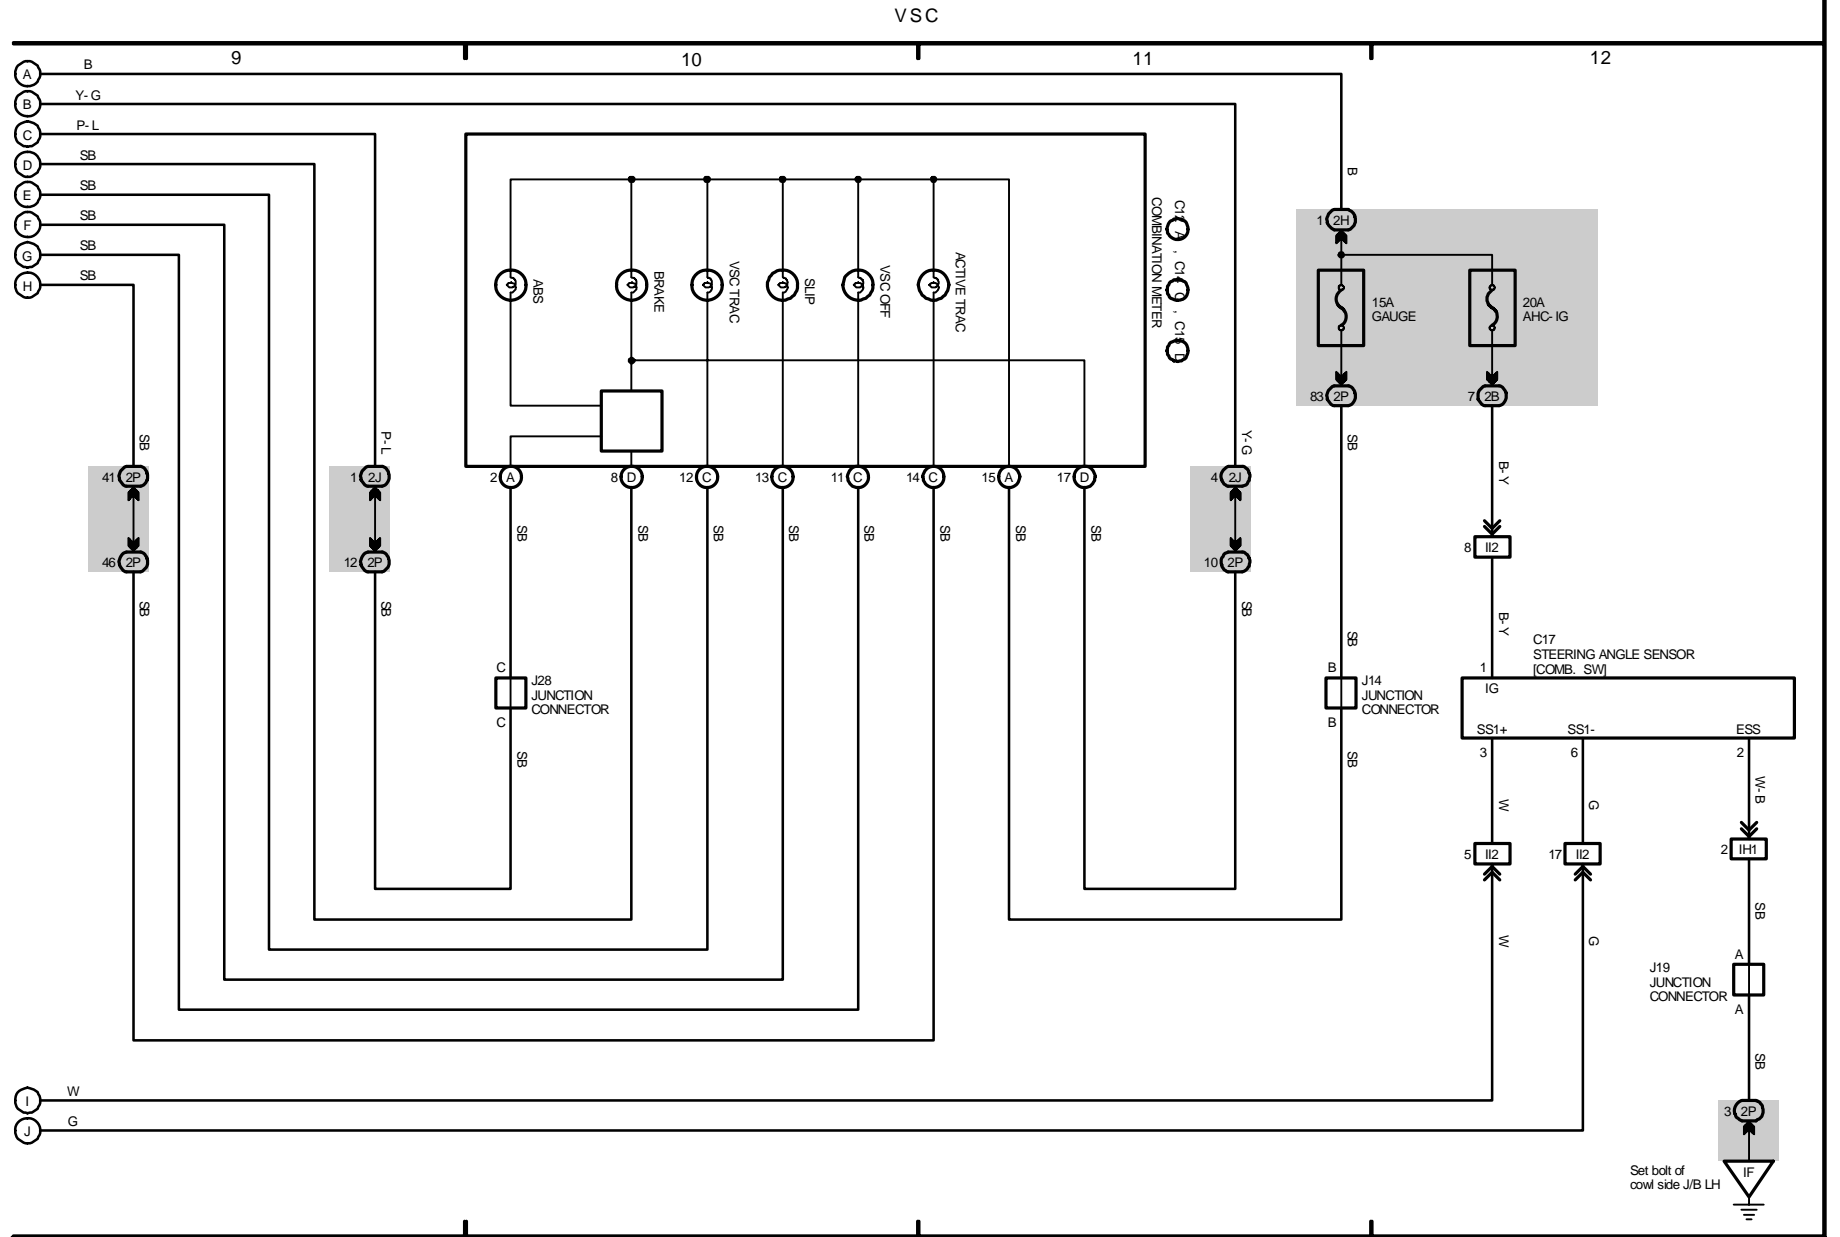 VSC
9
10
11
12
A
B
B
Y-G
C
P-L
D
SB
E
SB
F
SB
G
SB
H
SB
B
1 2H
15A
GAUGE
20A
AHC-IG
83 2P
7 2B
ABS
BRAKE
VSC TRAC
SLIP
VSC OFF
ACTIVE TRAC
COMBINATION METER
SB
P-L
Y-G
SB
B-Y
41 2P
1 2J
2 A
8 D
12 C
13 C
11 C
14 C
15 A
17 D
4 2J
SB
SB
SB
SB
SB
SB
SB
SB
8 II2
46 2P
12 2P
10 2P
SB
SB
SB
SB
B-Y
C17
STEERING ANGLE SENSOR
[COMB. SW]
C
J28
JUNCTION
CONNECTOR
C
B
J14
JUNCTION
CONNECTOR
B
1
IG
SS1+
SS1-
ESS
3
6
2
SB
SB
W
G
W-B
5 II2
17 II2
2 IH1
SB
W
G
A
J19
JUNCTION
CONNECTOR
A
SB
I
W
J
G
3 2P
Set bolt of
cowl side J/B LH
IF